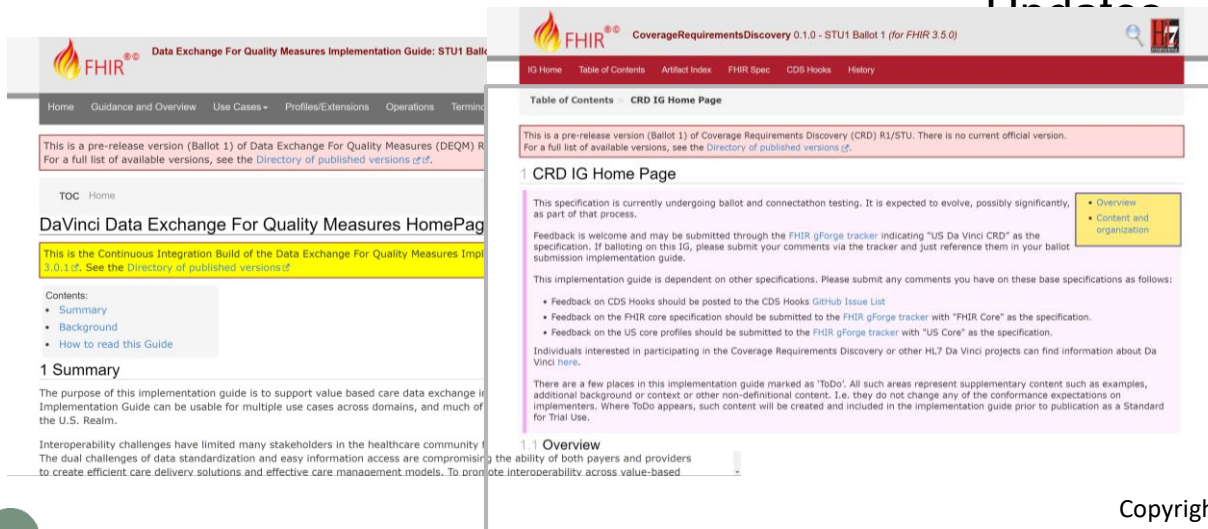 FHIR®©
Data Exchange For Quality Measures Implementation Guide: STU1 Ballo
Home Guidance and Overview Use Cases Profiles/Extensions Operations
This is a pre-release version (Ballot 1) of Data Exchange For Quality Measures (DEQM) R
For a full list of available versions, see the Directory of published versions.
TOC Home
DaVinci Data Exchange For Quality Measures HomePag
This is the Continuous Integration Build of the Data Exchange For Quality Measures
3.0.1. See the Directory of published versions
Contents:
• Summary
• Background
• How to read this Guide
1 Summary
The purpose of this implementation guide is to support value based care data exchange
Implementation Guide can be usable for multiple use cases across domains, and much of
the U.S. Realm.
Interoperability challenges have limited many stakeholders in the healthcare community
The dual challenges of data standardization and easy information access are compromising the ability of both payers and providers
to create efficient care delivery solutions and effective care management models. To promote interoperability across value-based
FHIR®©
CoverageRequirementsDiscovery 0.1.0 - STU1 Ballot 1 (for FHIR 3.5.0)
IG Home Table of Contents Artifact Index FHIR Spec CDS Hooks History
Table of Contents > CRD IG Home Page
This is a pre-release version (Ballot 1) of Coverage Requirements Discovery (CRD) R1/STU. There is no current official version.
For a full list of available versions, see the Directory of published versions.
1 CRD IG Home Page
This specification is currently undergoing ballot and connectathon testing. It is expected to evolve, possibly significantly,
as part of that process.
• Overview
• Content and
organization
Feedback is welcome and may be submitted through the FHIR gForge tracker indicating "US Da Vinci CRD" as the
specification. If balloting on this IG, please submit your comments via the tracker and just reference them in your ballot
submission implementation guide.
This implementation guide is dependent on other specifications. Please submit any comments you have on these base specifications as follows:
• Feedback on CDS Hooks should be posted to the CDS Hooks GitHub Issue List
• Feedback on the FHIR core specification should be submitted to the FHIR gForge tracker with "FHIR Core" as the specification.
• Feedback on the US core profiles should be submitted to the FHIR gForge tracker with "US Core" as the specification.
Individuals interested in participating in the Coverage Requirements Discovery or other HL7 Da Vinci projects can find information about Da
Vinci here.
There are a few places in this implementation guide marked as 'ToDo'. All such areas represent supplementary content such as examples,
additional background or context or other non-definitional content. I.e. they do not change any of the conformance expectations on
implementers. Where ToDo appears, such content will be created and included in the implementation guide prior to publication as a Standard
for Trial Use.
1.1 Overview
Copyrigh